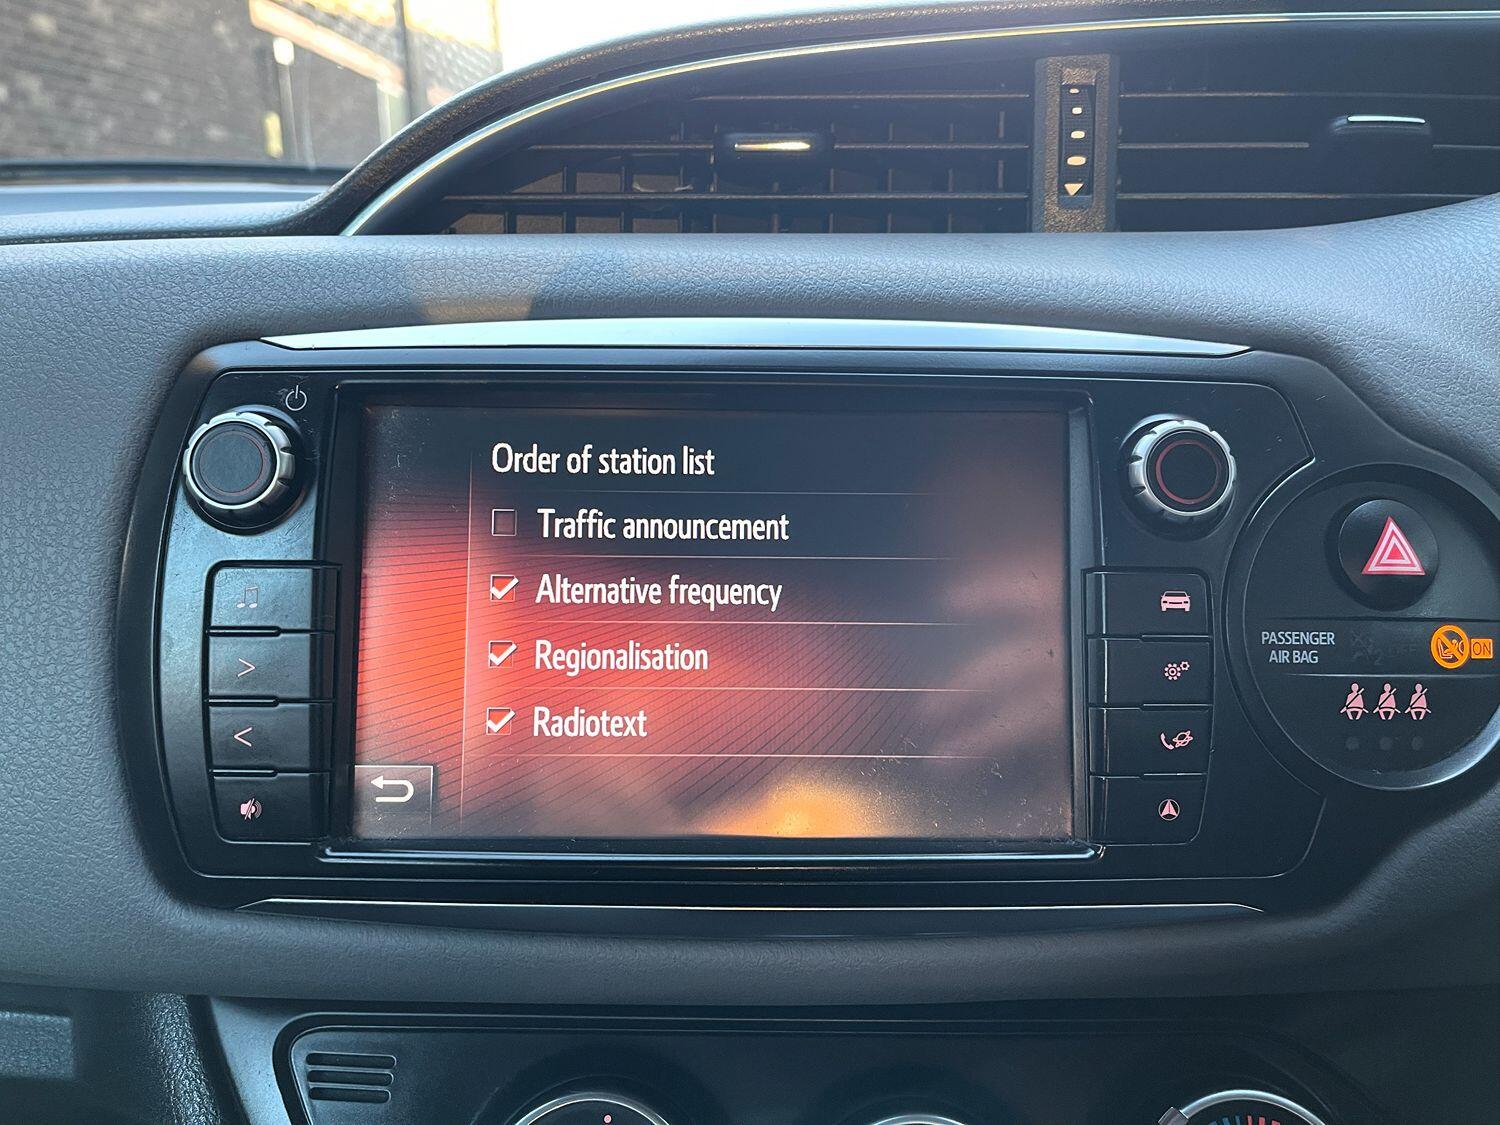 Order of station list
Traffic announcement
Alternative frequency
Regionalisation
Radiotext
PASSENGER
AIR BAG
ON